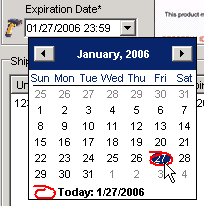 Expiration Date*
This product m
01/27/2006 23:59
January, 2006
Ship
Sun Mon Tue Wed Thu Fri Sat
Un
25 26 27 28 29 30 31
1 2 3 4 5 6 7
8 9 10 11 12 13 14
15 16 17 18 19 20 21
22 23 24 25 26 27 28
29 30 31 1 2 3 4
Today: 1/27/2006